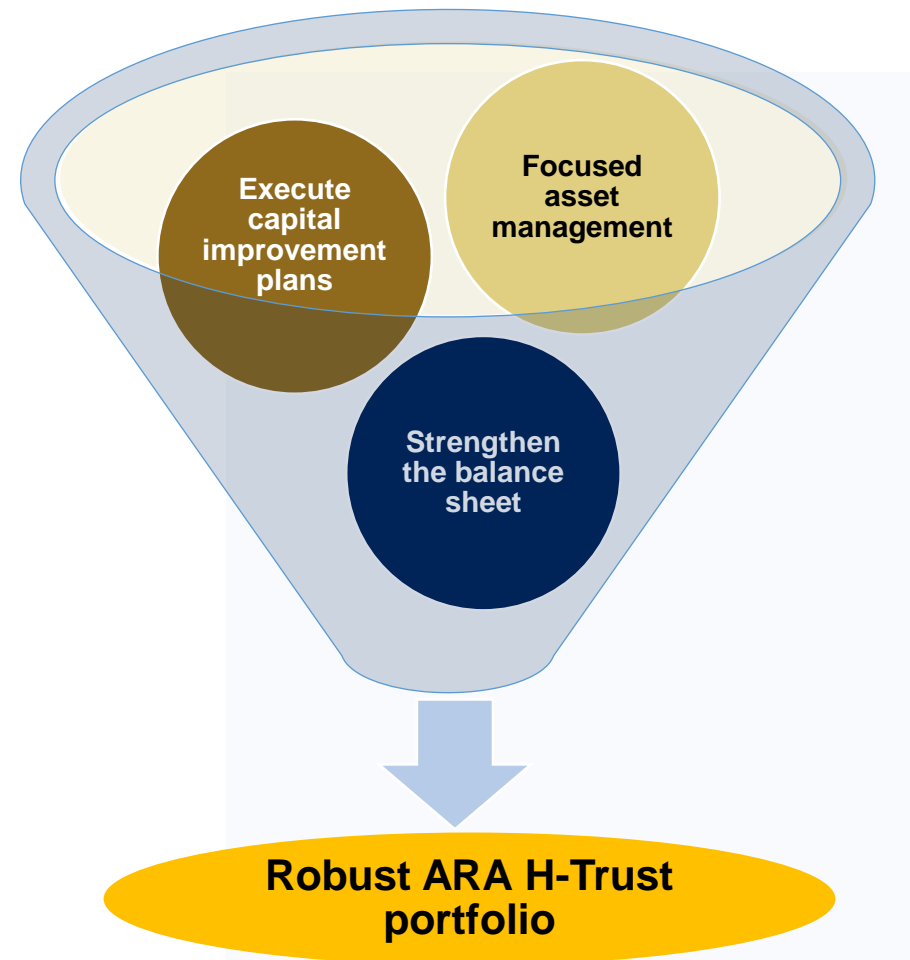 Execute
capital
improvement
plans
Focused
asset
management
Strengthen
the balance
sheet
Robust ARA H-Trust
portfolio